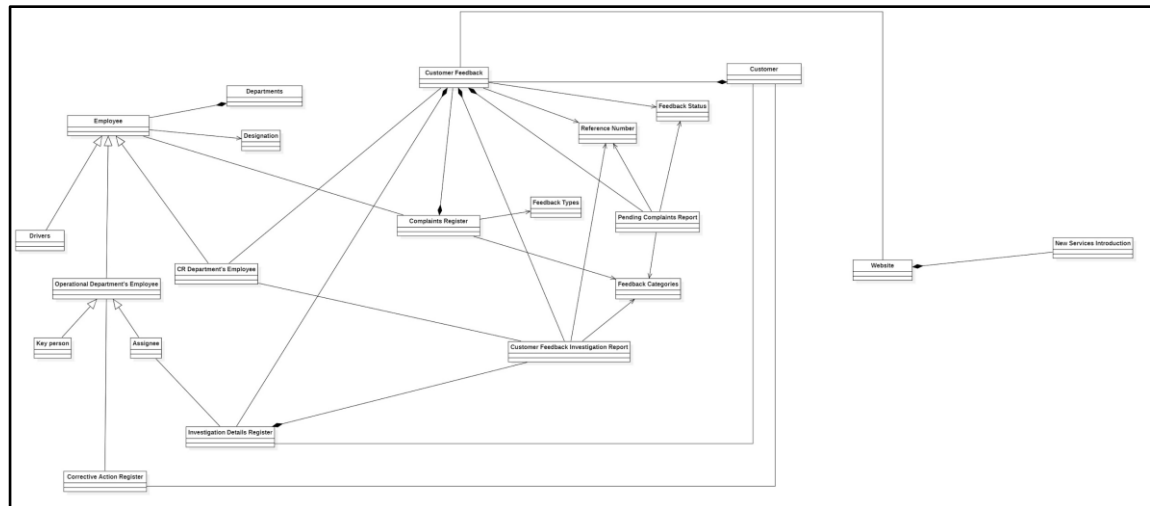 Customer Feedback
Customer
Departments
Feedback Status
Employee
Designation
Reference Number
Feedback Types
Complaints Register
Pending Complaints Report
Drivers
New Services Introduction
CR Department's Employee
Website
Operational Department's Employee
Feedback Categories
Key person
Assignee
Customer Feedback Investigation Report
Investigation Details Register
Corrective Action Register